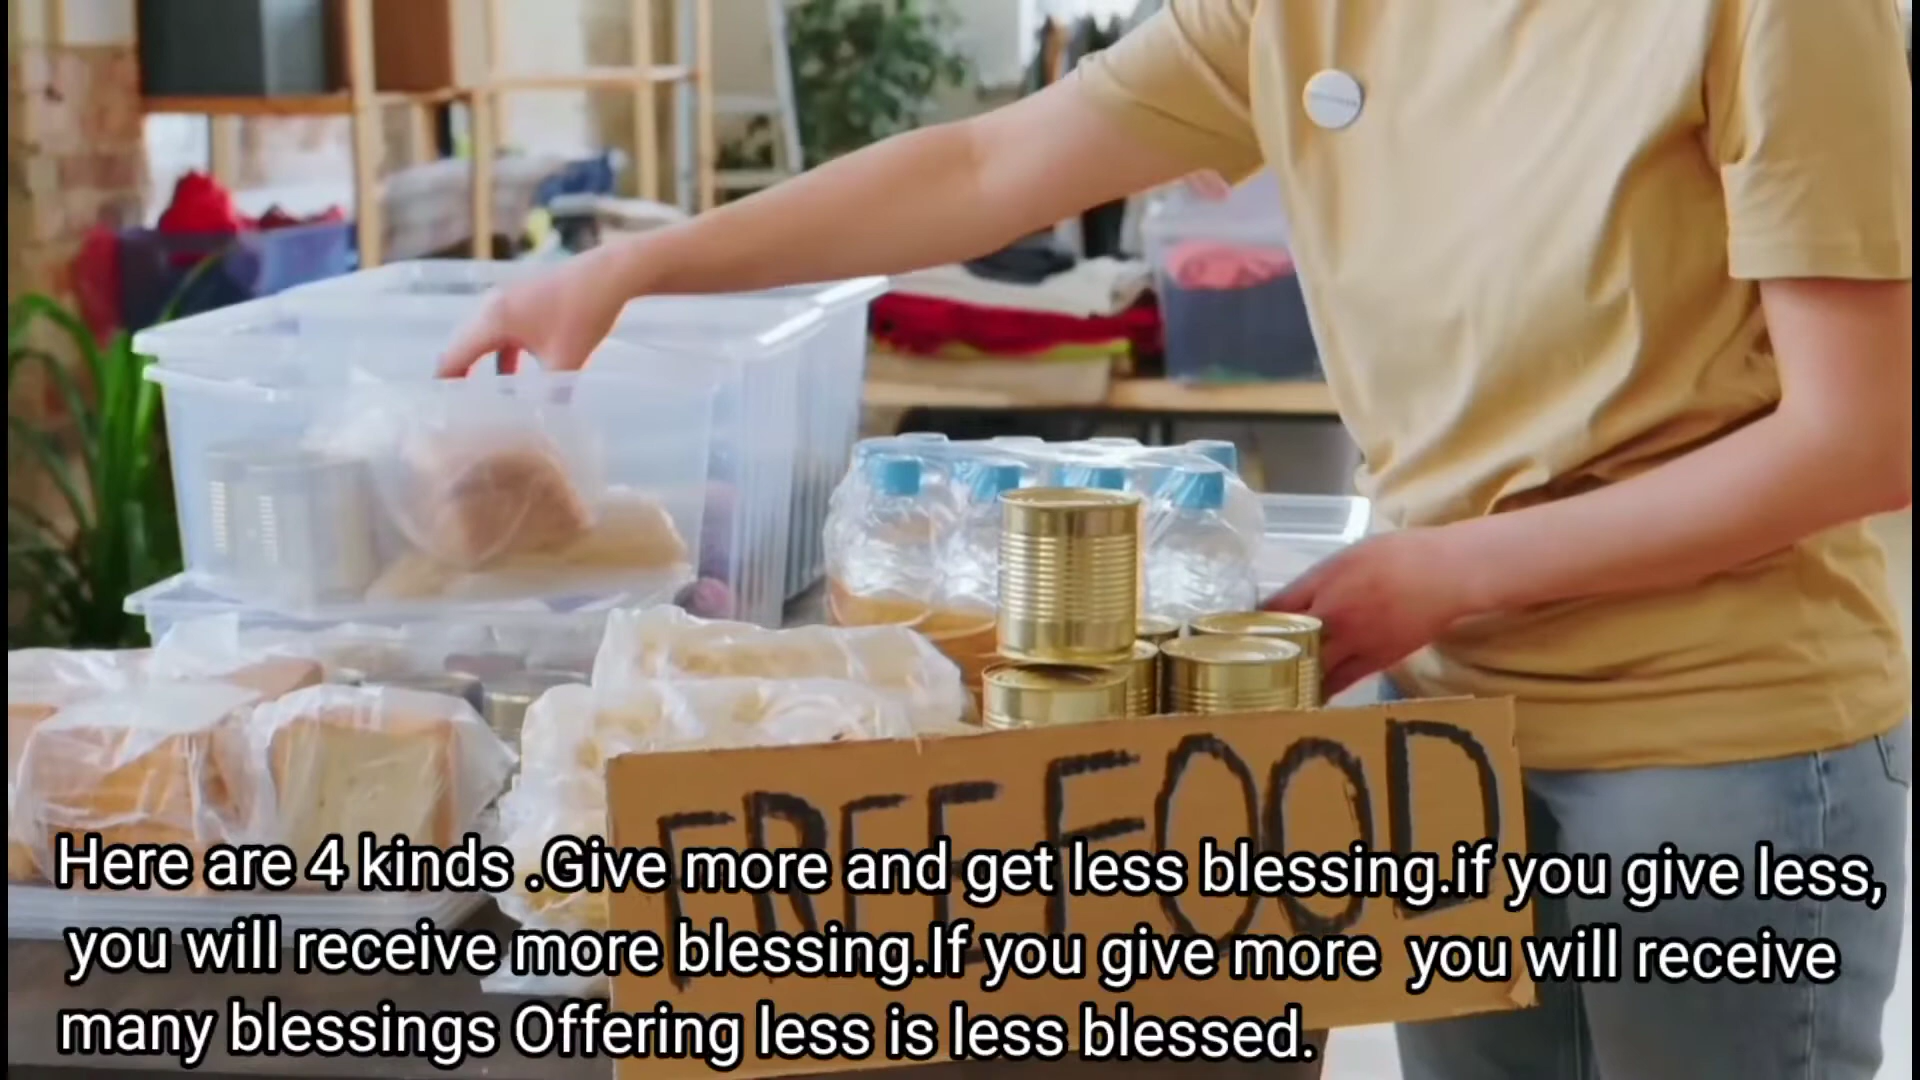 FREE FOOD
Here are 4 kinds .Give more and get less blessing.if you give less,
you will receive more blessing.If you give more you will receive
many blessings Offering less is less blessed.